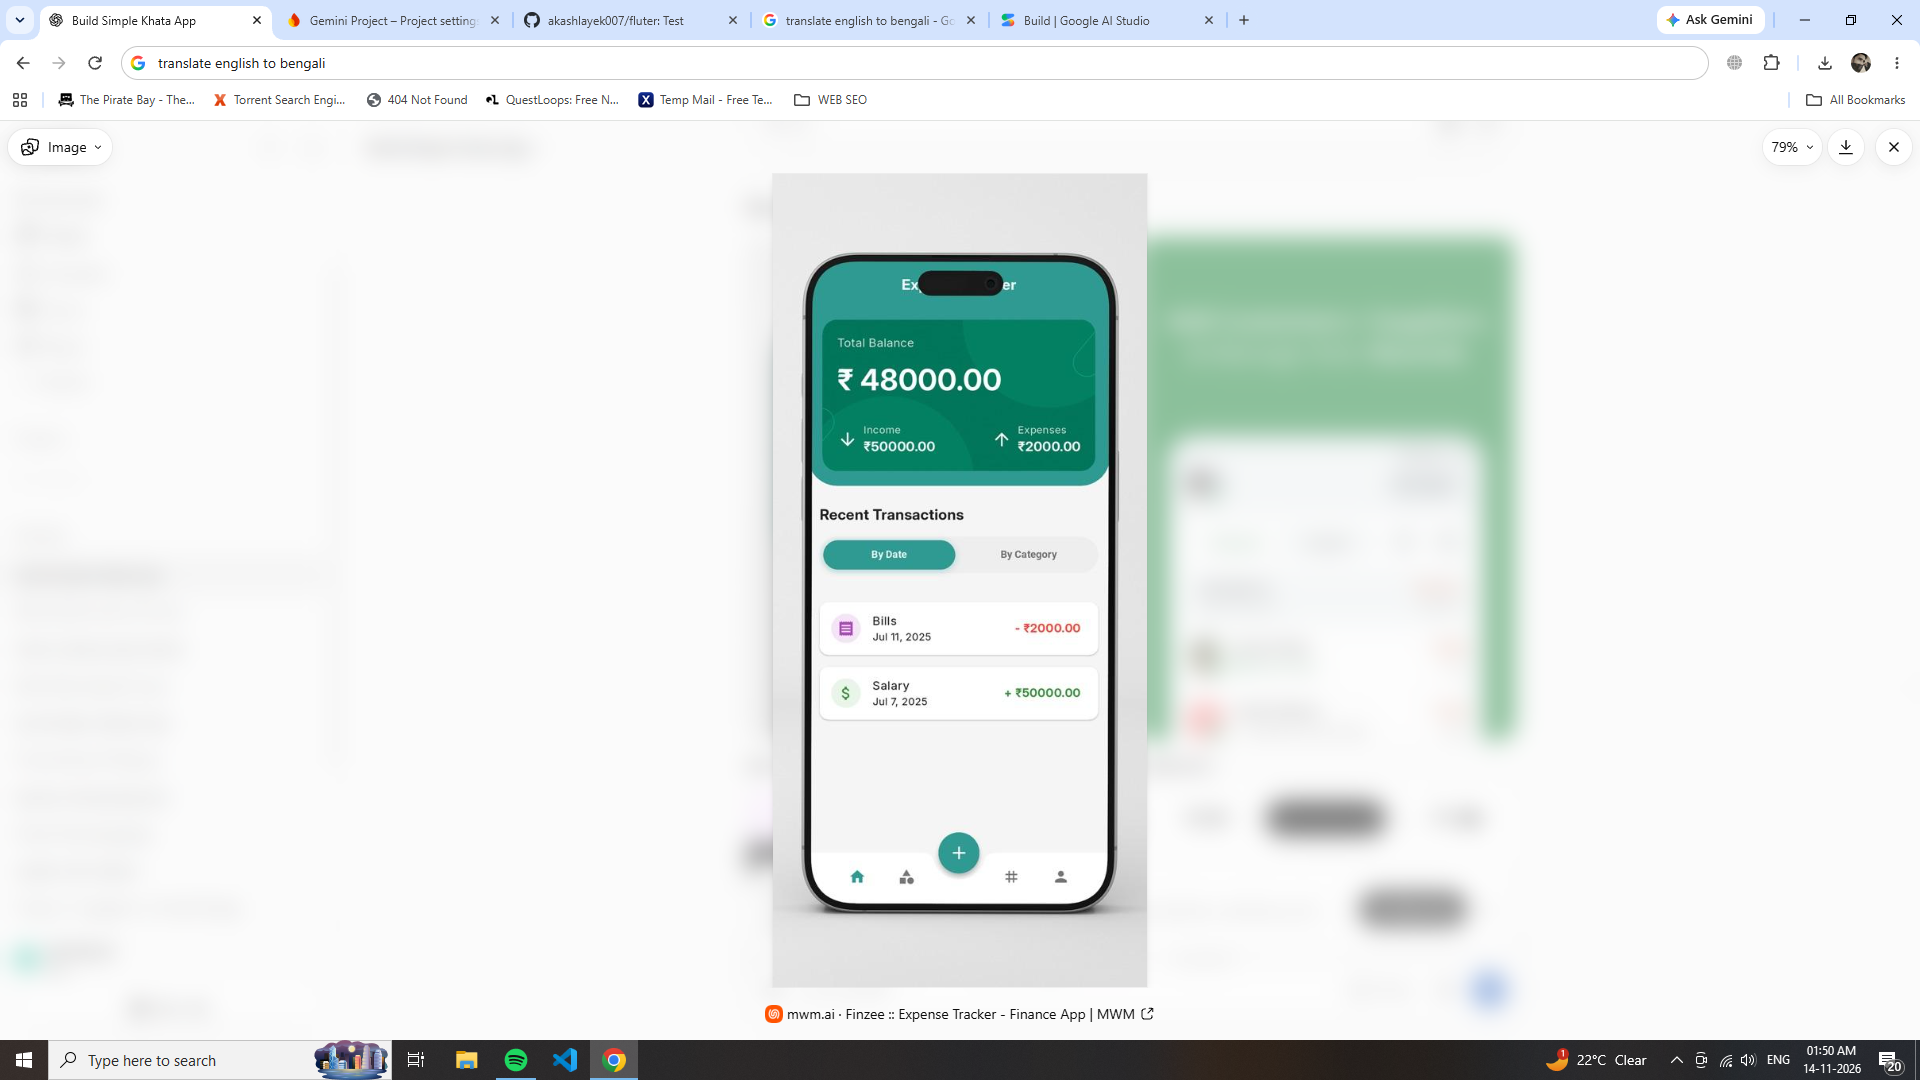 Build Simple Khata App
Gemini Project – Project settings
akashlayek007/fluter: Test
translate english to bengali - Go
Build | Google AI Studio
Ask Gemini
translate english to bengali
The Pirate Bay - The...
Torrent Search Engi...
404 Not Found
QuestLoops: Free N...
Temp Mail - Free Te...
WEB SEO
All Bookmarks
Image
79%
Ex er
Total Balance
₹ 48000.00
Income
₹50000.00
Expenses
₹2000.00
Recent Transactions
By Date
By Category
Bills
Jul 11, 2025
- ₹2000.00
Salary
Jul 7, 2025
+ ₹50000.00
mwm.ai · Finzee :: Expense Tracker - Finance App | MWM
Type here to search
1
22°C Clear
ENG
01:50 AM
14-11-2026
20